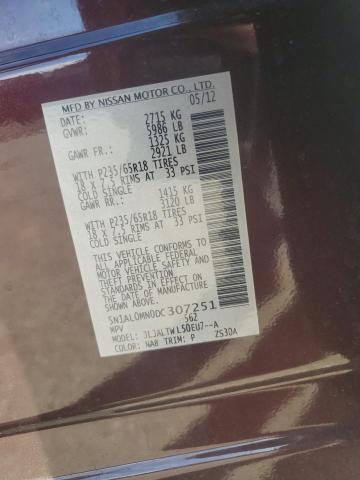 MFD BY NISSAN MOTOR CO., LTD.
DATE: 05/12
GVWR: 2715 KG
5986 LB
GAWR FR.: 1325 KG
2921 LB
WITH P235/65R18 TIRES
18 X 7.5 RIMS AT 33 PSI
COLD SINGLE
GAWR RR.: 1415 KG
3120 LB
WITH P235/65R18 TIRES
18 X 7.5 RIMS AT 33 PSI
COLD SINGLE
THIS VEHICLE CONFORMS TO
ALL APPLICABLE FEDERAL
MOTOR VEHICLE SAFETY AND
THEFT PREVENTION
STANDARDS IN EFFECT ON
THE DATE OF MANUFACTURE
SHOWN ABOVE.
5N1AL0MN0DC307251
MPV 562
MODEL: JLJALTWL50EU7--A
COLOR: NAB TRIM: P ZS30A